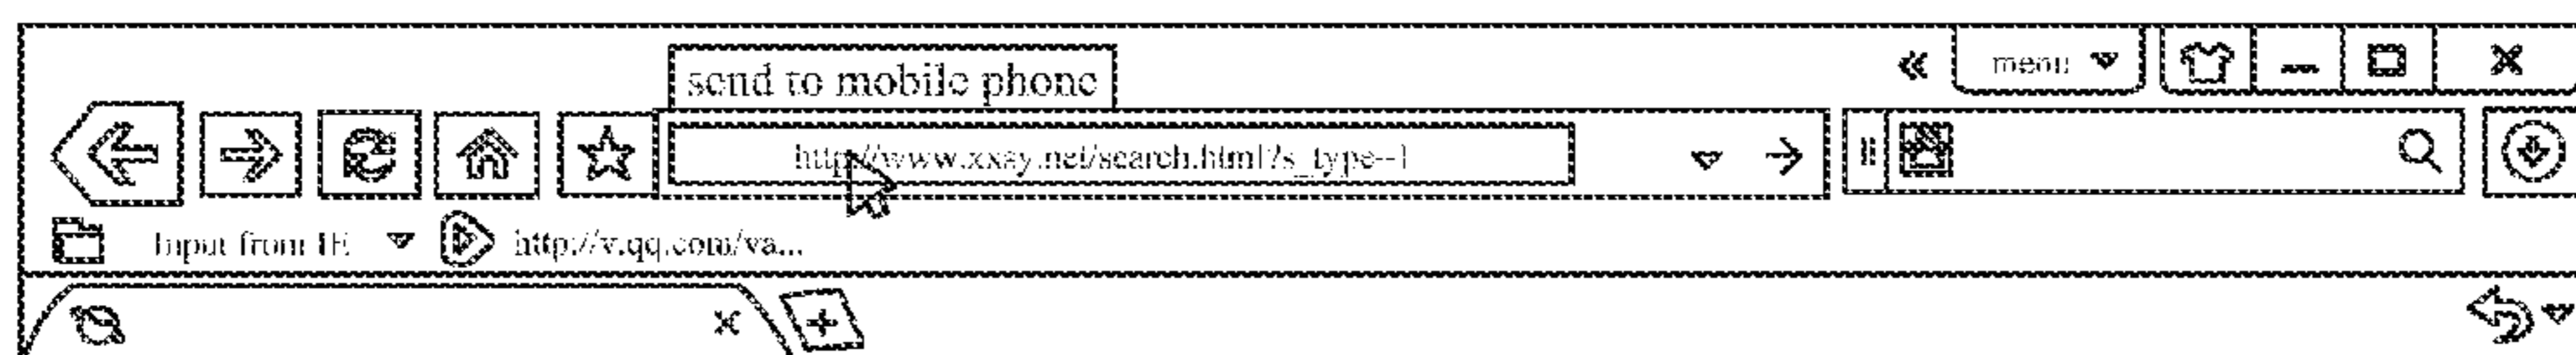 send to mobile phone
menu
http://www.xxsy.net/search.html?s_type=1
Input from IE
http://v.qq.com/va...